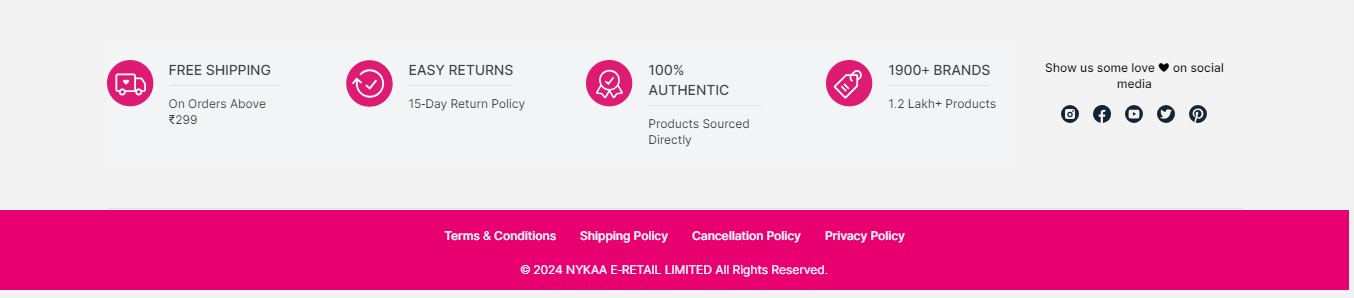 FREE SHIPPING
On Orders Above
₹299
EASY RETURNS
15-Day Return Policy
100%
AUTHENTIC
Products Sourced
Directly
1900+ BRANDS
1.2 Lakh+ Products
Show us some love 🖤 on social
media
Terms & Conditions Shipping Policy Cancellation Policy Privacy Policy
© 2024 NYKAA E-RETAIL LIMITED All Rights Reserved.